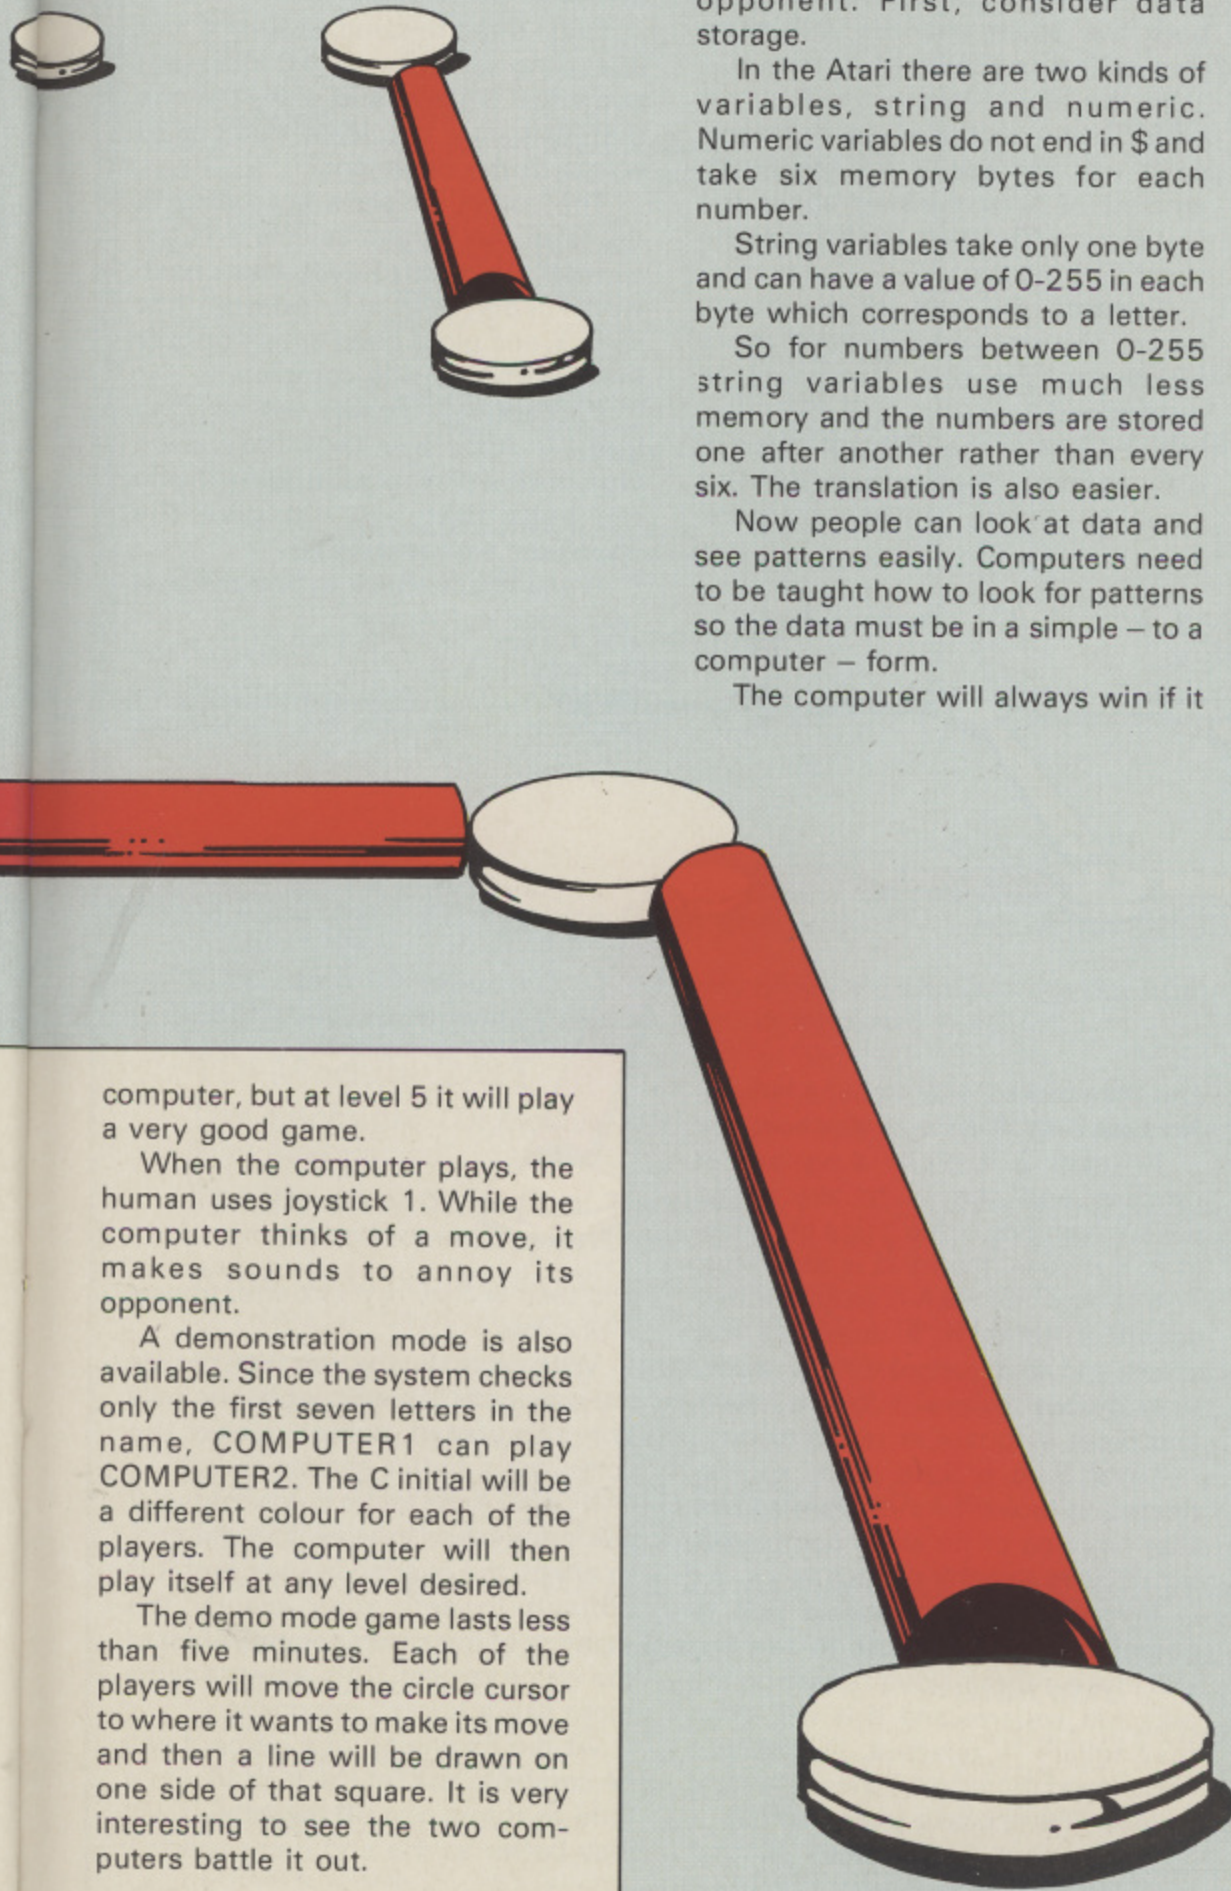 opponent. First, consider data
storage.
In the Atari there are two kinds of
variables, string and numeric.
Numeric variables do not end in $ and
take six memory bytes for each
number.
String variables take only one byte
and can have a value of 0-255 in each
byte which corresponds to a letter.
So for numbers between 0-255
string variables use much less
memory and the numbers are stored
one after another rather than every
six. The translation is also easier.
Now people can look at data and
see patterns easily. Computers need
to be taught how to look for patterns
so the data must be in a simple – to a
computer – form.
The computer will always win if it
computer, but at level 5 it will play
a very good game.
When the computer plays, the
human uses joystick 1. While the
computer thinks of a move, it
makes sounds to annoy its
opponent.
A demonstration mode is also
available. Since the system checks
only the first seven letters in the
name, COMPUTER1 can play
COMPUTER2. The C initial will be
a different colour for each of the
players. The computer will then
play itself at any level desired.
The demo mode game lasts less
than five minutes. Each of the
players will move the circle cursor
to where it wants to make its move
and then a line will be drawn on
one side of that square. It is very
interesting to see the two com-
puters battle it out.